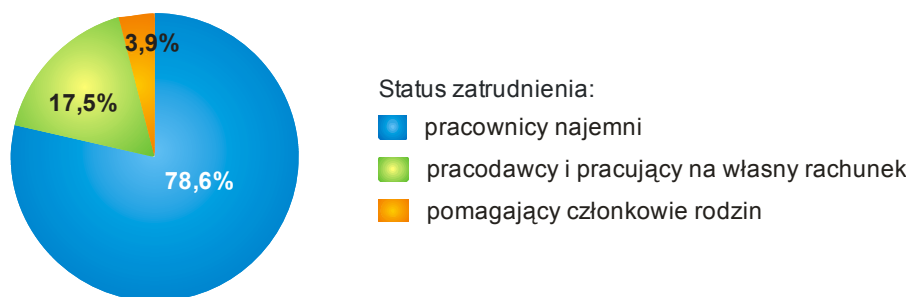 3,9%
17,5%
78,6%
Status zatrudnienia:
pracownicy najemni
pracodawcy i pracujący na własny rachunek
pomagający członkowie rodzin